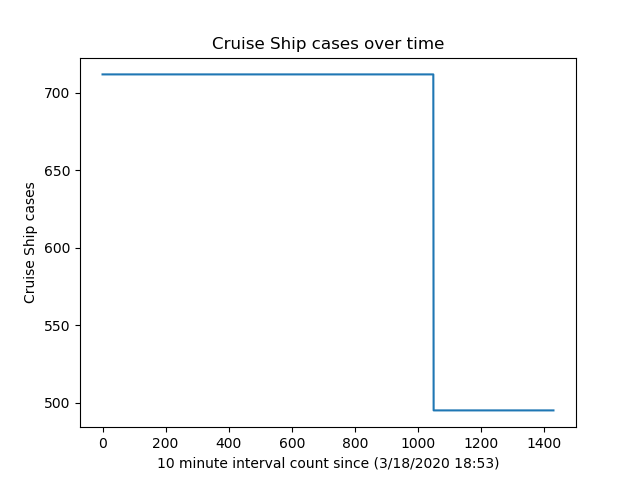 Cruise Ship cases over time
700
650
600
550
500
Cruise Ship cases
0 200 400 600 800 1000 1200 1400
10 minute interval count since (3/18/2020 18:53)